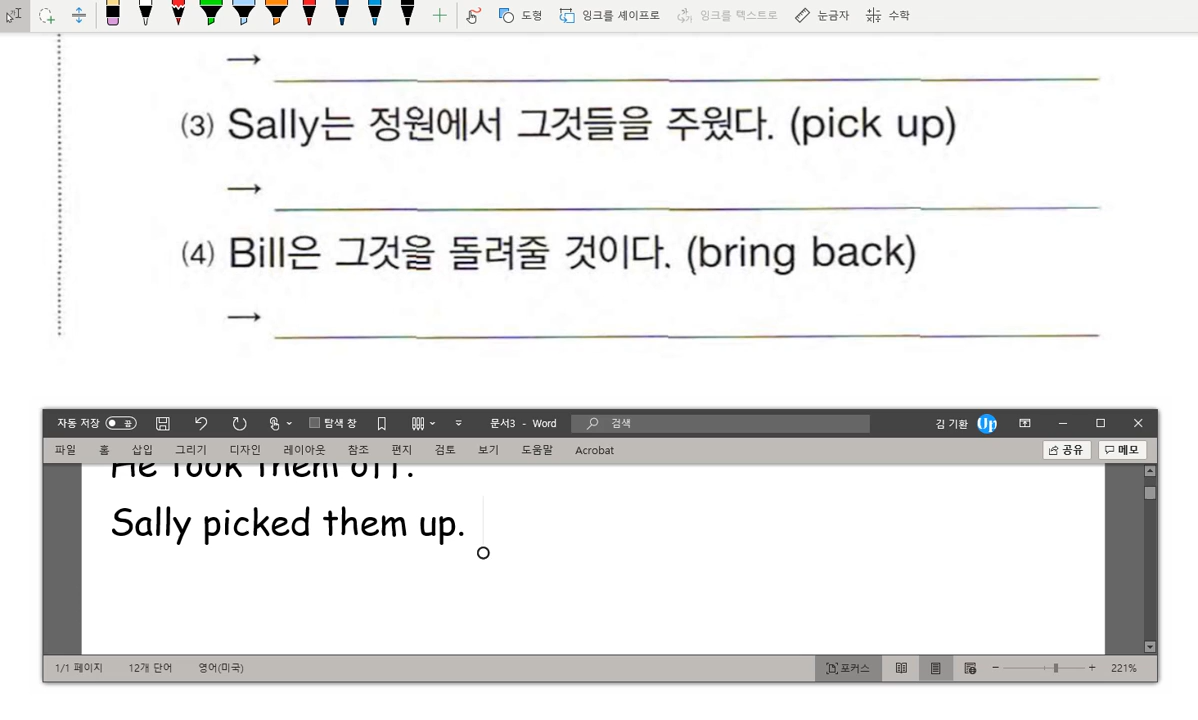 도형 잉크를 셰이프로 잉크를 텍스트로 눈금자 수학
→
(3) Sally는 정원에서 그것들을 주웠다. (pick up)
→
(4) Bill은 그것을 돌려줄 것이다. (bring back)
→
자동 저장 끔 탐색 창 문서3 - Word 검색 김 기환 Up
파일 홈 삽입 그리기 디자인 레이아웃 참조 편지 검토 보기 도움말 Acrobat 공유 메모
He took them off.
Sally picked them up.
1/1 페이지 12개 단어 영어(미국) 포커스 221%